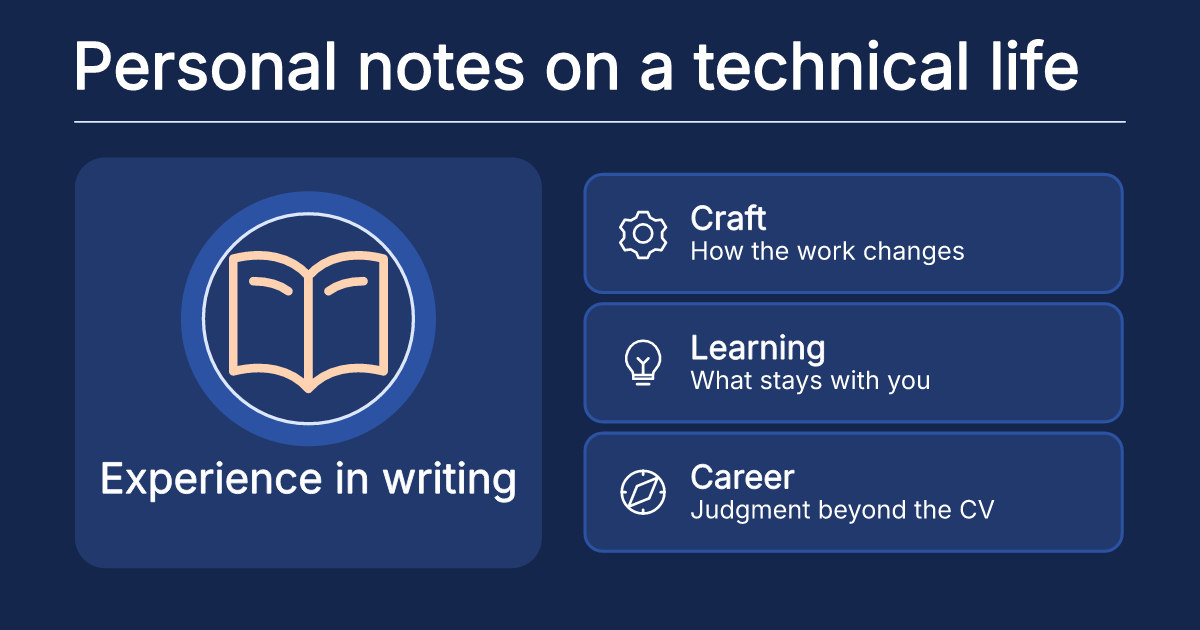 Personal notes on a technical life
Experience in writing
Craft
How the work changes
Learning
What stays with you
Career
Judgment beyond the CV